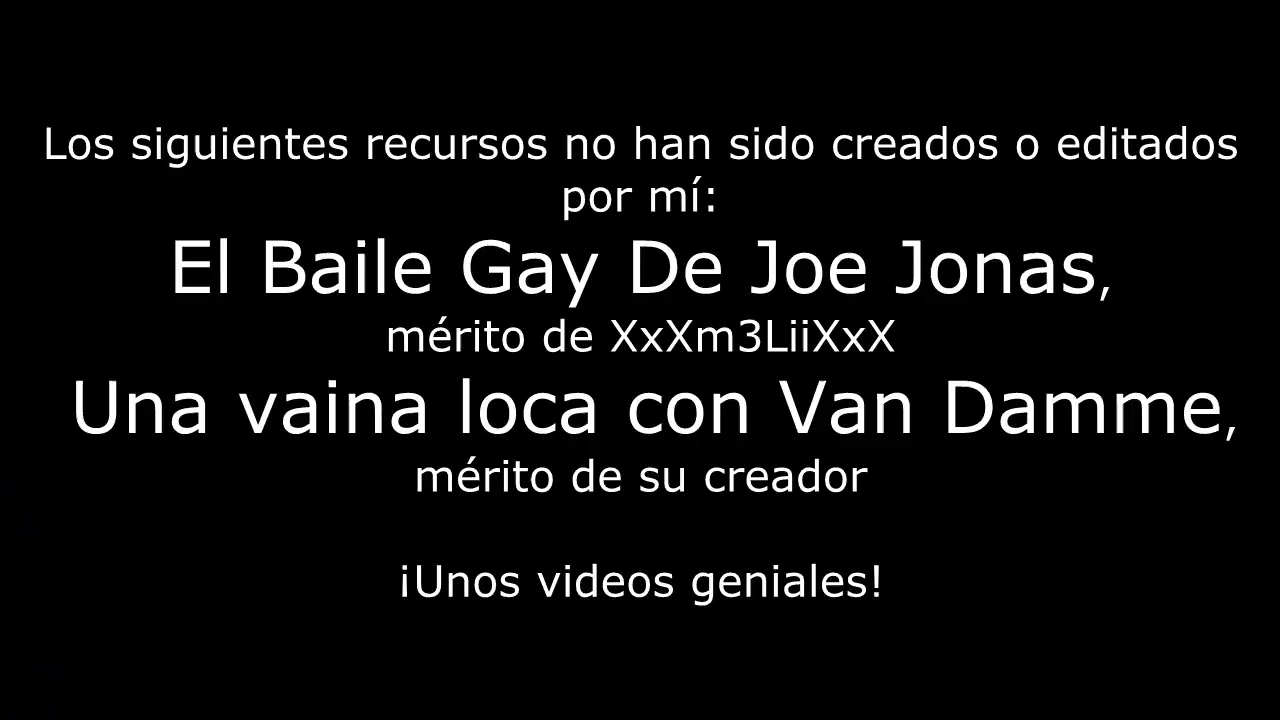 Los siguientes recursos no han sido creados o editados
por mí:
El Baile Gay De Joe Jonas,
mérito de XxXm3LiiXxX
Una vaina loca con Van Damme,
mérito de su creador
¡Unos videos geniales!